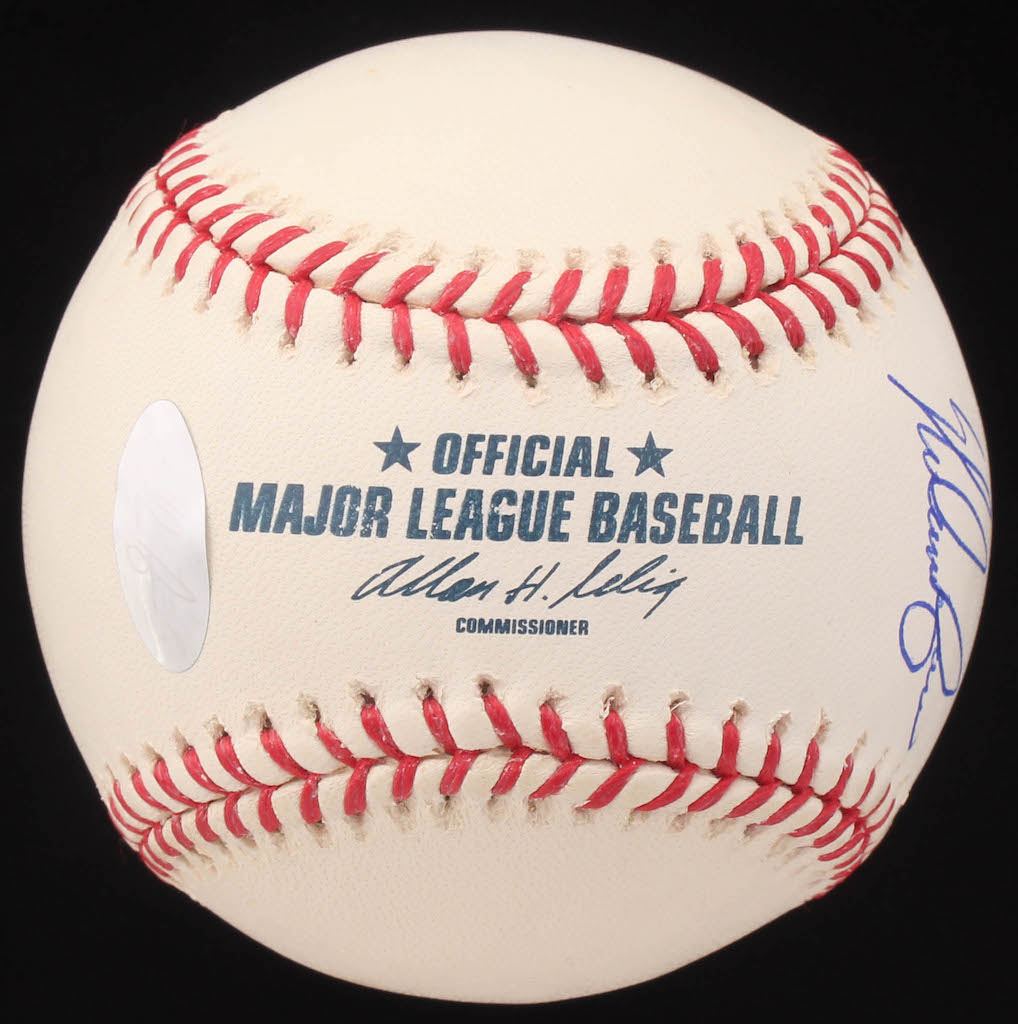 ★ OFFICIAL ★
MAJOR LEAGUE BASEBALL
Allan H. Selig
COMMISSIONER